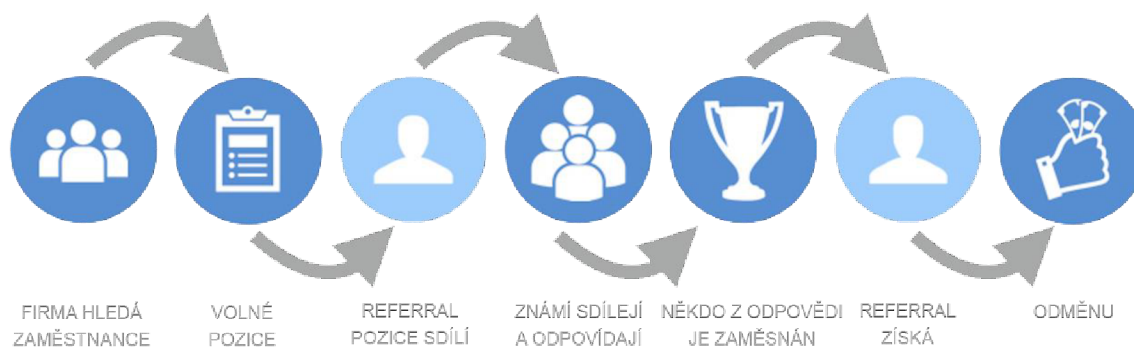 FIRMA HLEDÁ
ZAMĚSTNANCE
VOLNÉ
POZICE
REFERRAL
POZICE SDÍLÍ
ZNÁMÍ SDÍLEJÍ
A ODPOVÍDAJÍ
NĚKDO Z ODPOVĚDI
JE ZAMĚSNÁN
REFERRAL
ZÍSKÁ
ODMĚNU